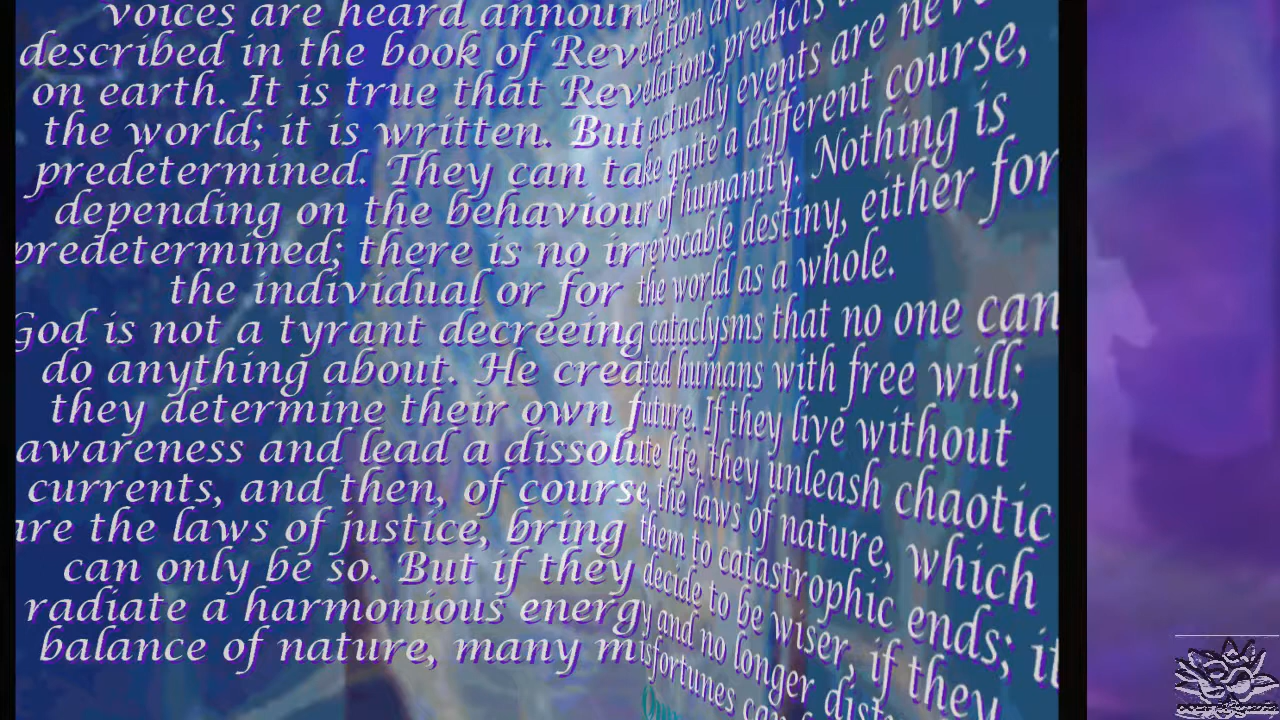 voices are heard announcing
described in the book of Revelation are
on earth. It is true that Revelations predicts
the world; it is written. But actually events are never
predetermined. They can take quite a different course,
depending on the behaviour of humanity. Nothing is
predetermined; there is no irrevocable destiny, either for
the individual or for the world as a whole.
God is not a tyrant decreeing cataclysms that no one can
do anything about. He created humans with free will;
they determine their own future. If they live without
awareness and lead a dissolute life, they unleash chaotic
currents, and then, of course, the laws of nature, which
are the laws of justice, bring them to catastrophic ends; it
can only be so. But if they decide to be wiser, if they
radiate a harmonious energy and no longer
balance of nature, many misfortunes can